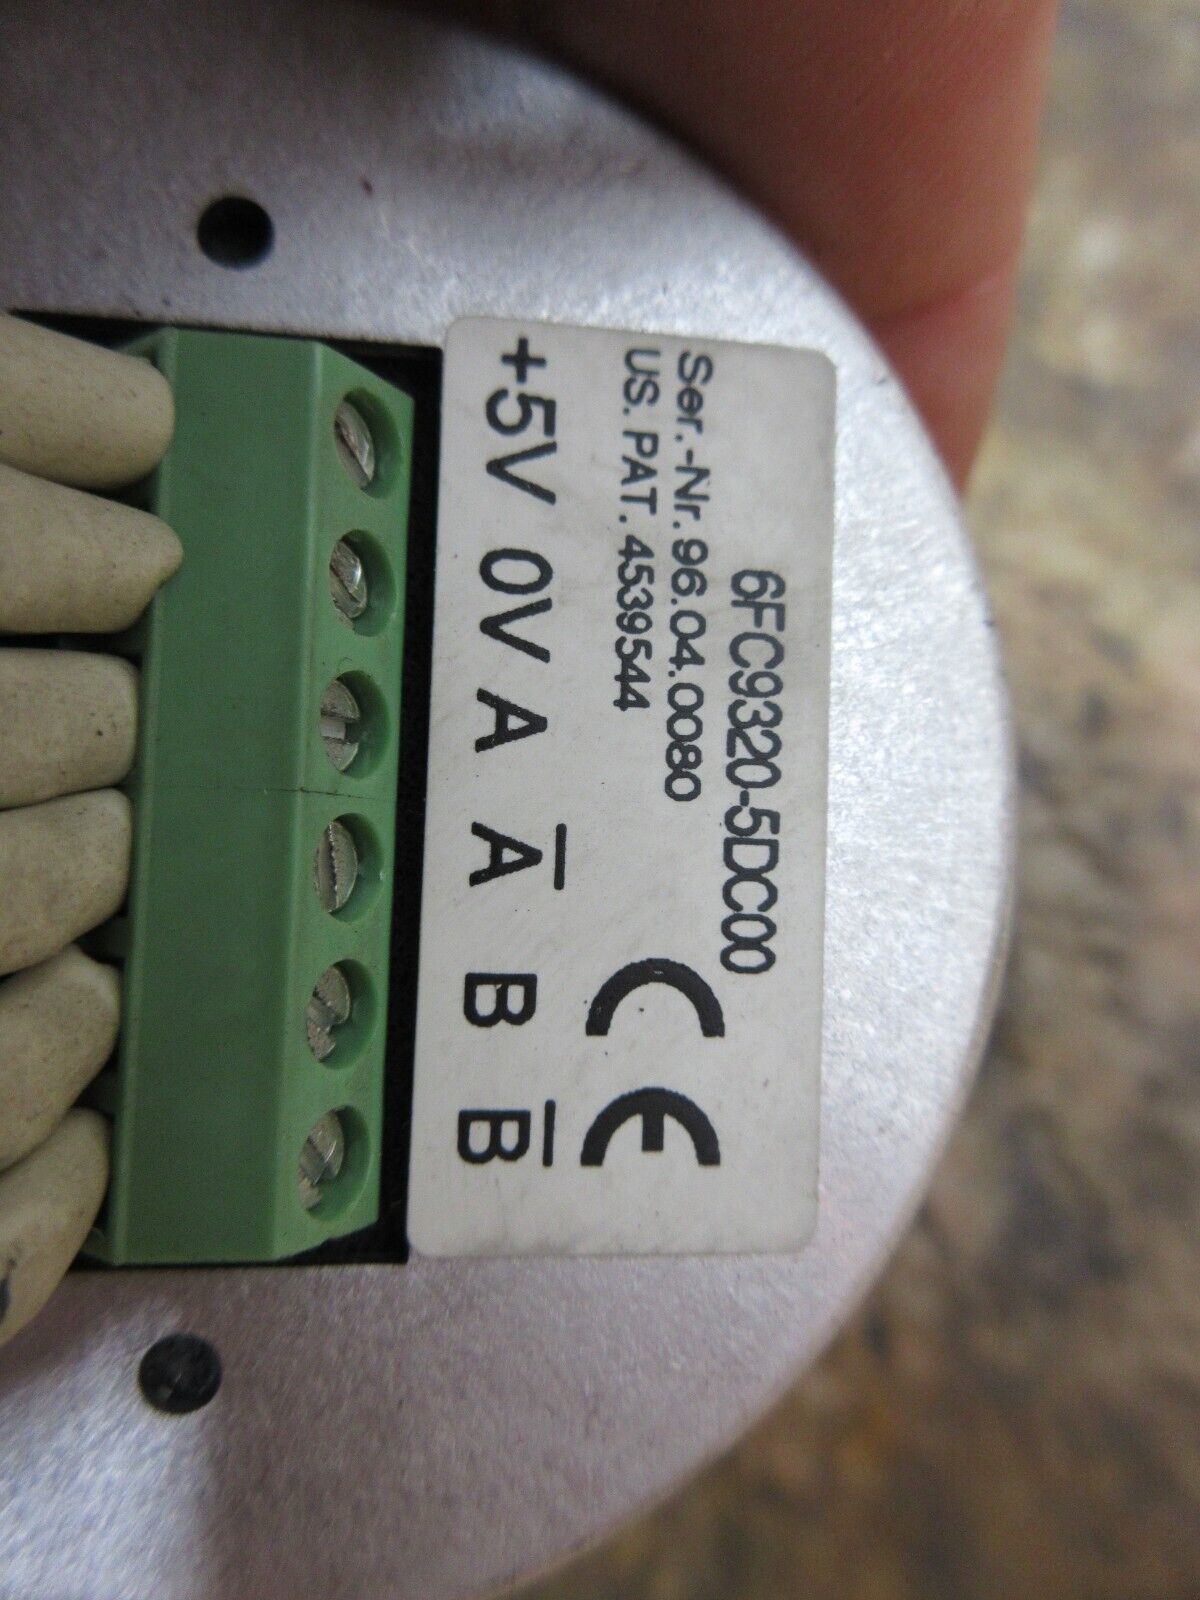 6FC9320-5DC00
Ser.-Nr. 96.04.0080
US. PAT. 4539544
CE
+5V 0V A A̅ B B̅